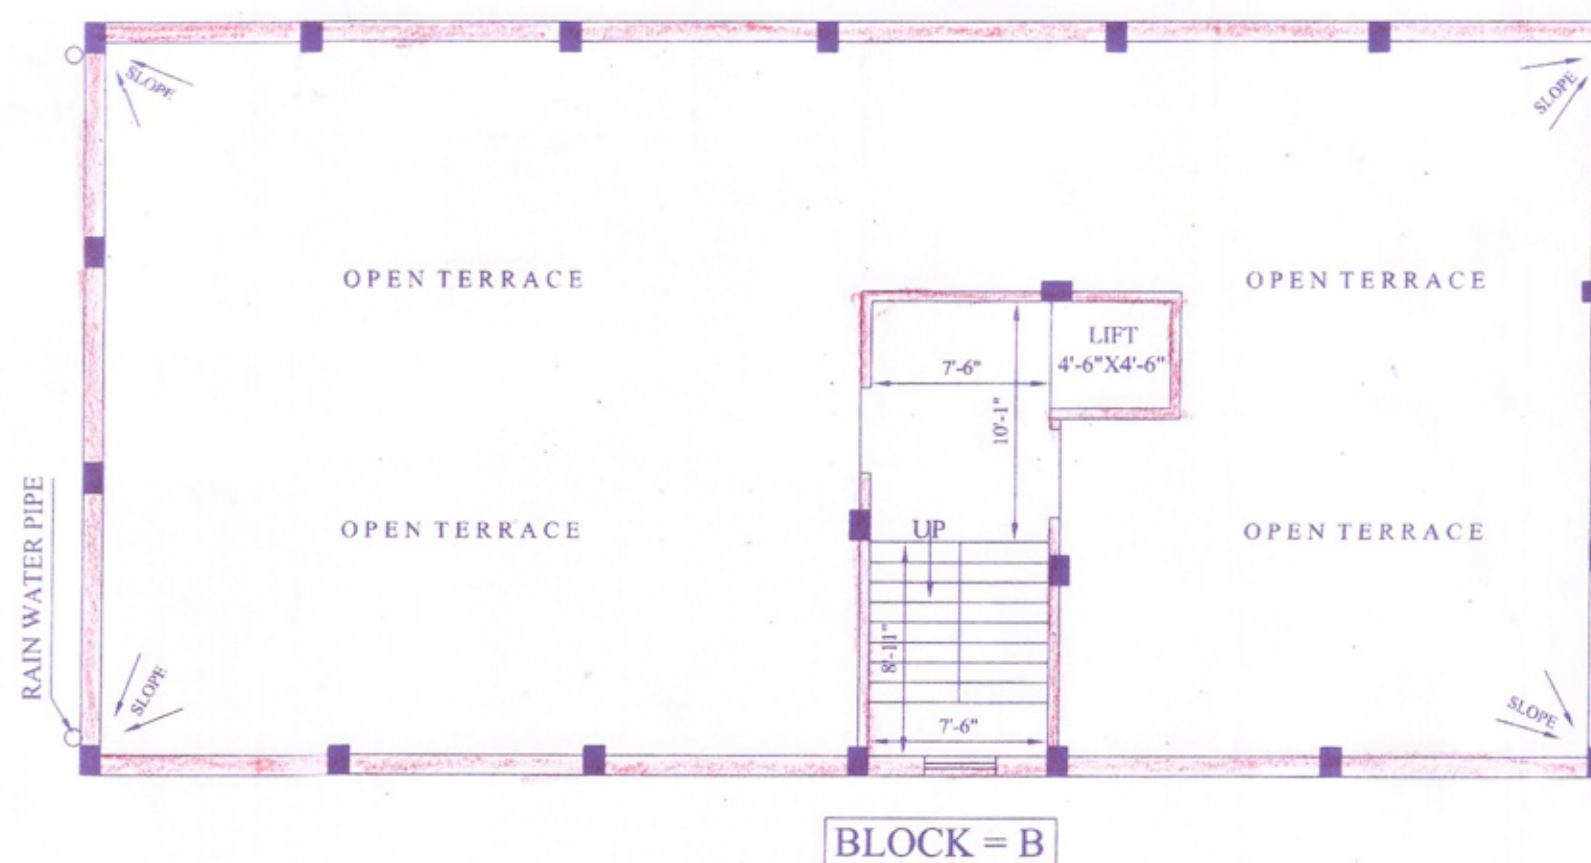 SLOPE
SLOPE
OPEN TERRACE
OPEN TERRACE
LIFT
4'-6"X4'-6"
7'-6"
10'-1"
RAIN WATER PIPE
OPEN TERRACE
UP
OPEN TERRACE
8'-11"
SLOPE
7'-6"
SLOPE
BLOCK = B